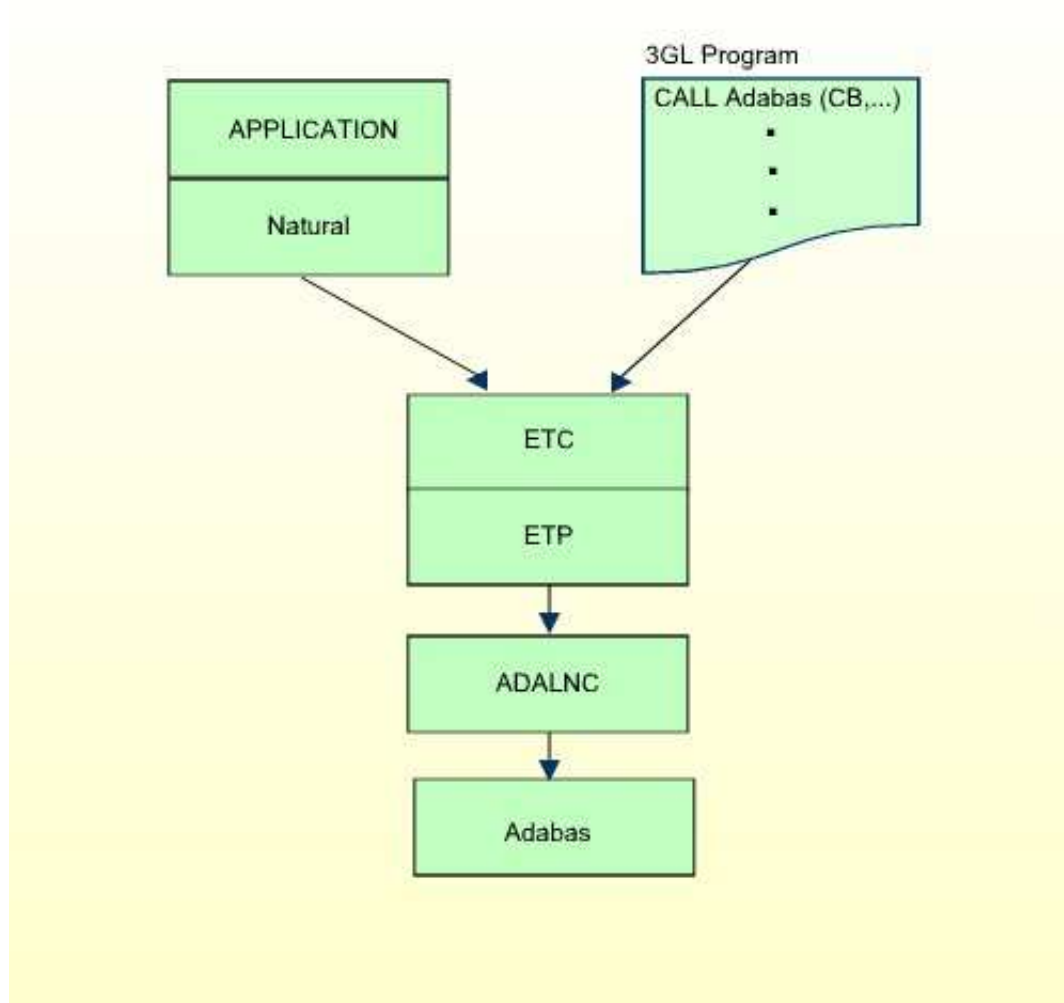 3GL Program
APPLICATION
CALL Adabas (CB,...)
Natural
ETC
ETP
ADALNC
Adabas